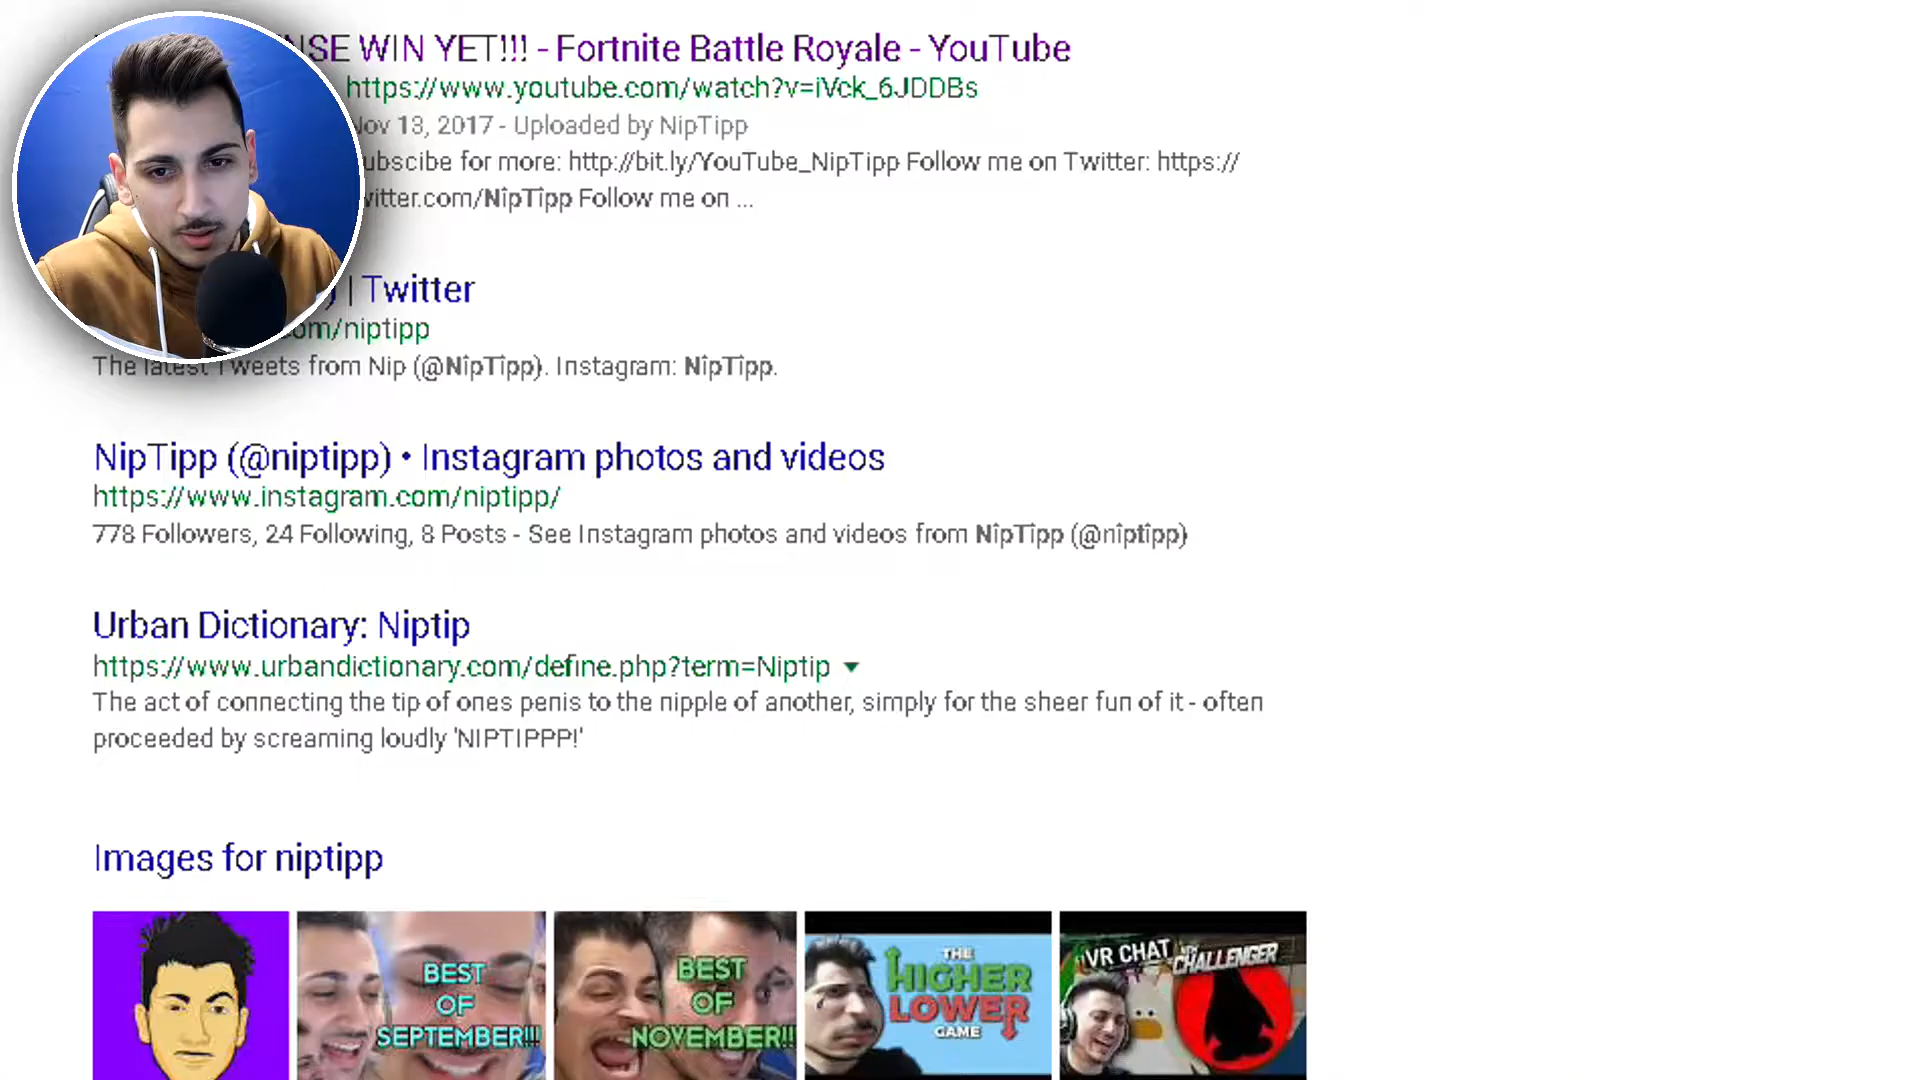 NSE WIN YET!!! - Fortnite Battle Royale - YouTube
https://www.youtube.com/watch?v=iVck_6JDDBs
Nov 13, 2017 - Uploaded by NipTipp
ubscibe for more: http://bit.ly/YouTube_NipTipp Follow me on Twitter: https://
witter.com/NipTipp Follow me on ...
) | Twitter
com/niptipp
The latest Tweets from Nip (@NipTipp). Instagram: NipTipp.
NipTipp (@niptipp) • Instagram photos and videos
https://www.instagram.com/niptipp/
778 Followers, 24 Following, 8 Posts - See Instagram photos and videos from NipTipp (@niptipp)
Urban Dictionary: Niptip
https://www.urbandictionary.com/define.php?term=Niptip
The act of connecting the tip of ones penis to the nipple of another, simply for the sheer fun of it - often
proceeded by screaming loudly 'NIPTIPPP!'
Images for niptipp
BEST
OF
SEPTEMBER!!!
BEST
OF
NOVEMBER!!!
THE
HIGHER
LOWER
GAME
VR CHAT
NEW
CHALLENGER